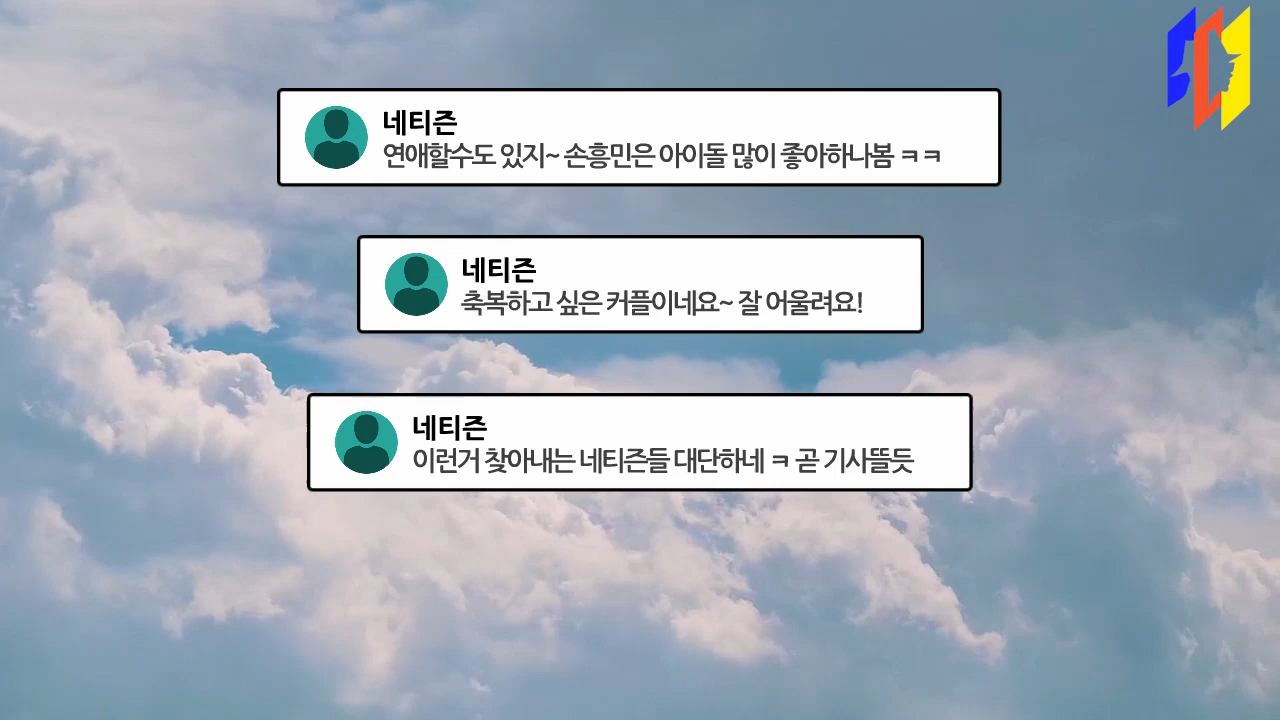 네티즌
연애할수도 있지~ 손흥민은 아이돌 많이 좋아하나봄 ㅋㅋ
네티즌
축복하고 싶은 커플이네요~ 잘 어울려요!
네티즌
이런거 찾아내는 네티즌들 대단하네 ㅋ 곧 기사뜰듯